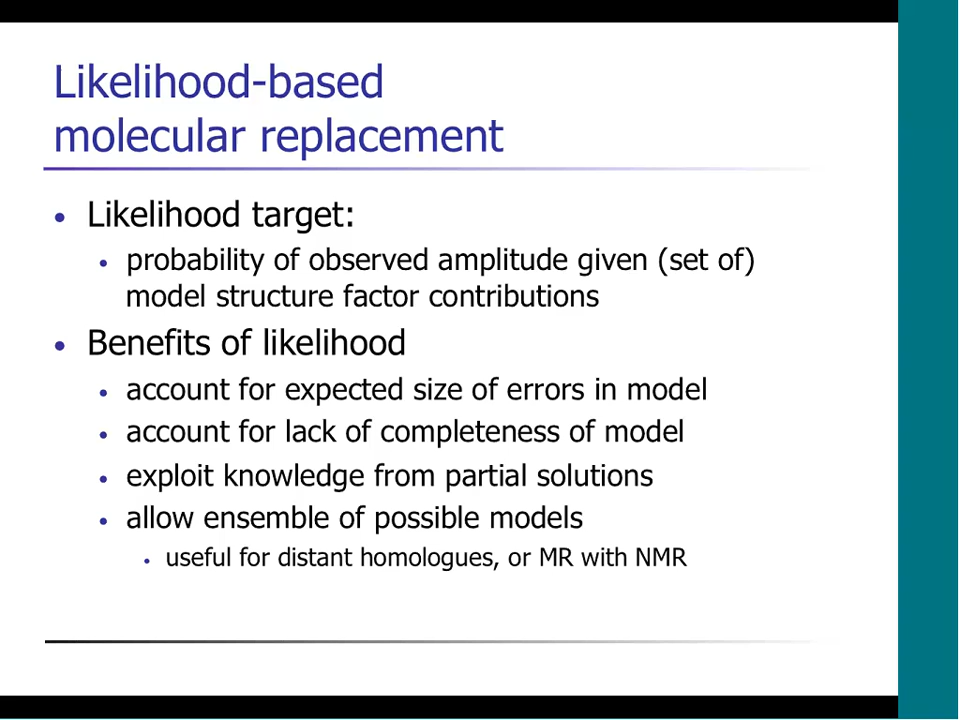 Likelihood-based
molecular replacement
• Likelihood target:
• probability of observed amplitude given (set of)
model structure factor contributions
• Benefits of likelihood
• account for expected size of errors in model
• account for lack of completeness of model
• exploit knowledge from partial solutions
• allow ensemble of possible models
• useful for distant homologues, or MR with NMR